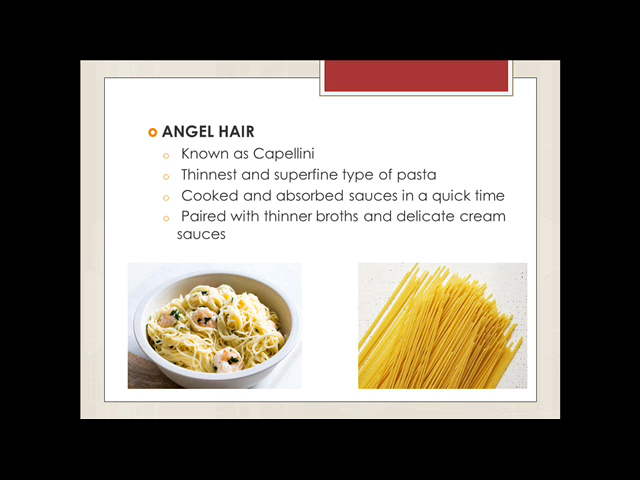 ANGEL HAIR
Known as Capellini
Thinnest and superfine type of pasta
Cooked and absorbed sauces in a quick time
Paired with thinner broths and delicate cream
sauces